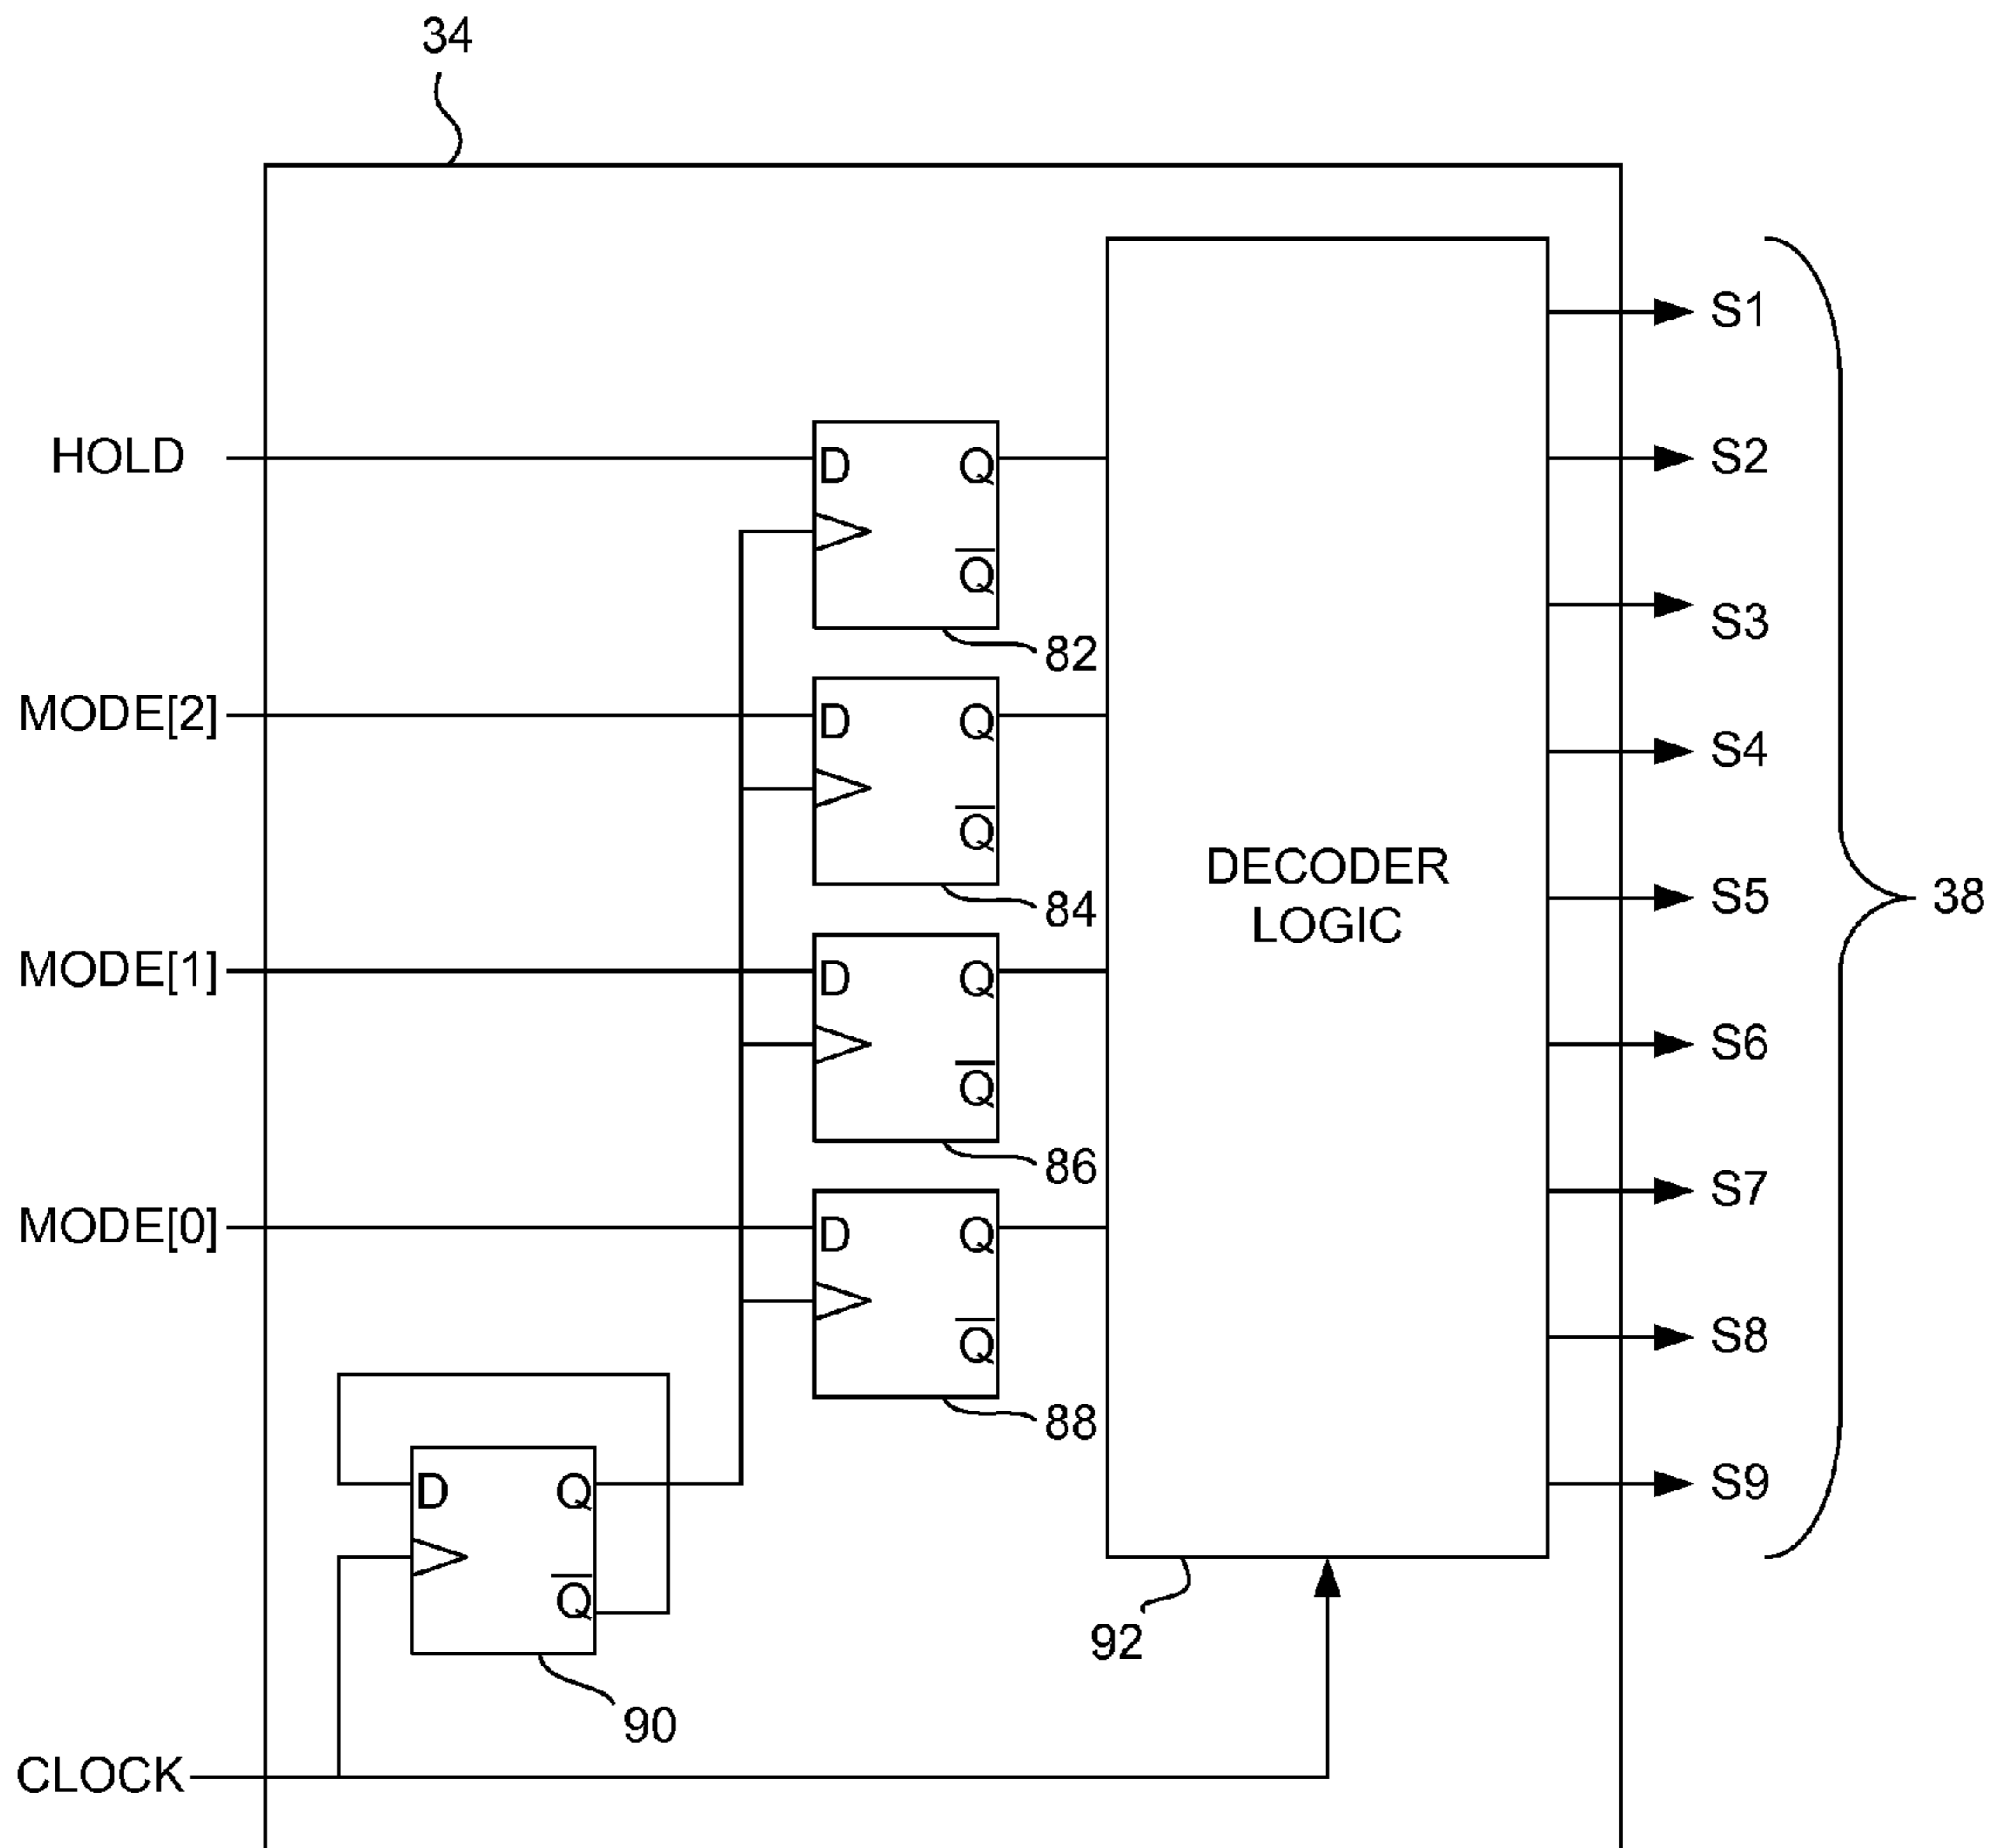 34
S1
HOLD
D Q
S2
Q̅
S3
82
MODE[2]
D Q
S4
Q̅
DECODER
LOGIC
84
S5
38
MODE[1]
D Q
S6
Q̅
86
S7
MODE[0]
D Q
S8
Q̅
88
D Q
S9
Q̅
92
90
CLOCK